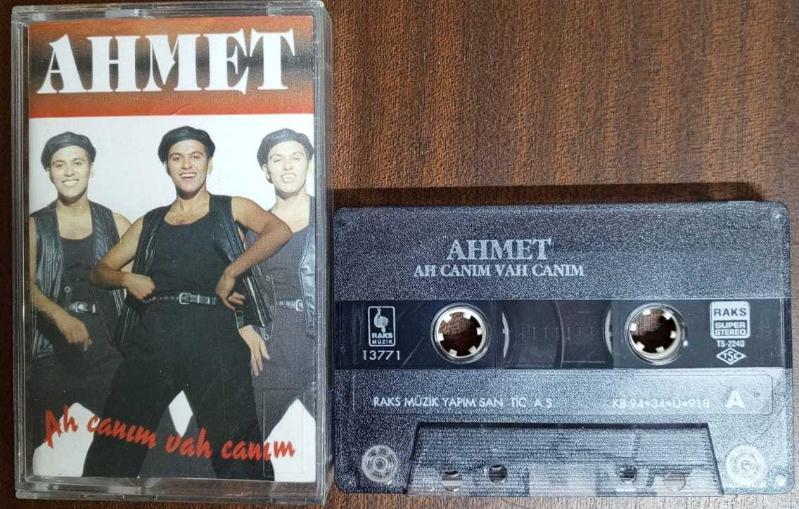 AHMET
Ah canım vah canım
AHMET
AH CANIM VAH CANIM
RAKS
MÜZİK
13771
RAKS
SUPER
STEREO
TS-2240
TSE
RAKS MÜZİK YAPIM SAN. TİC. A.Ş.
KB.94•34•Ü•918
A